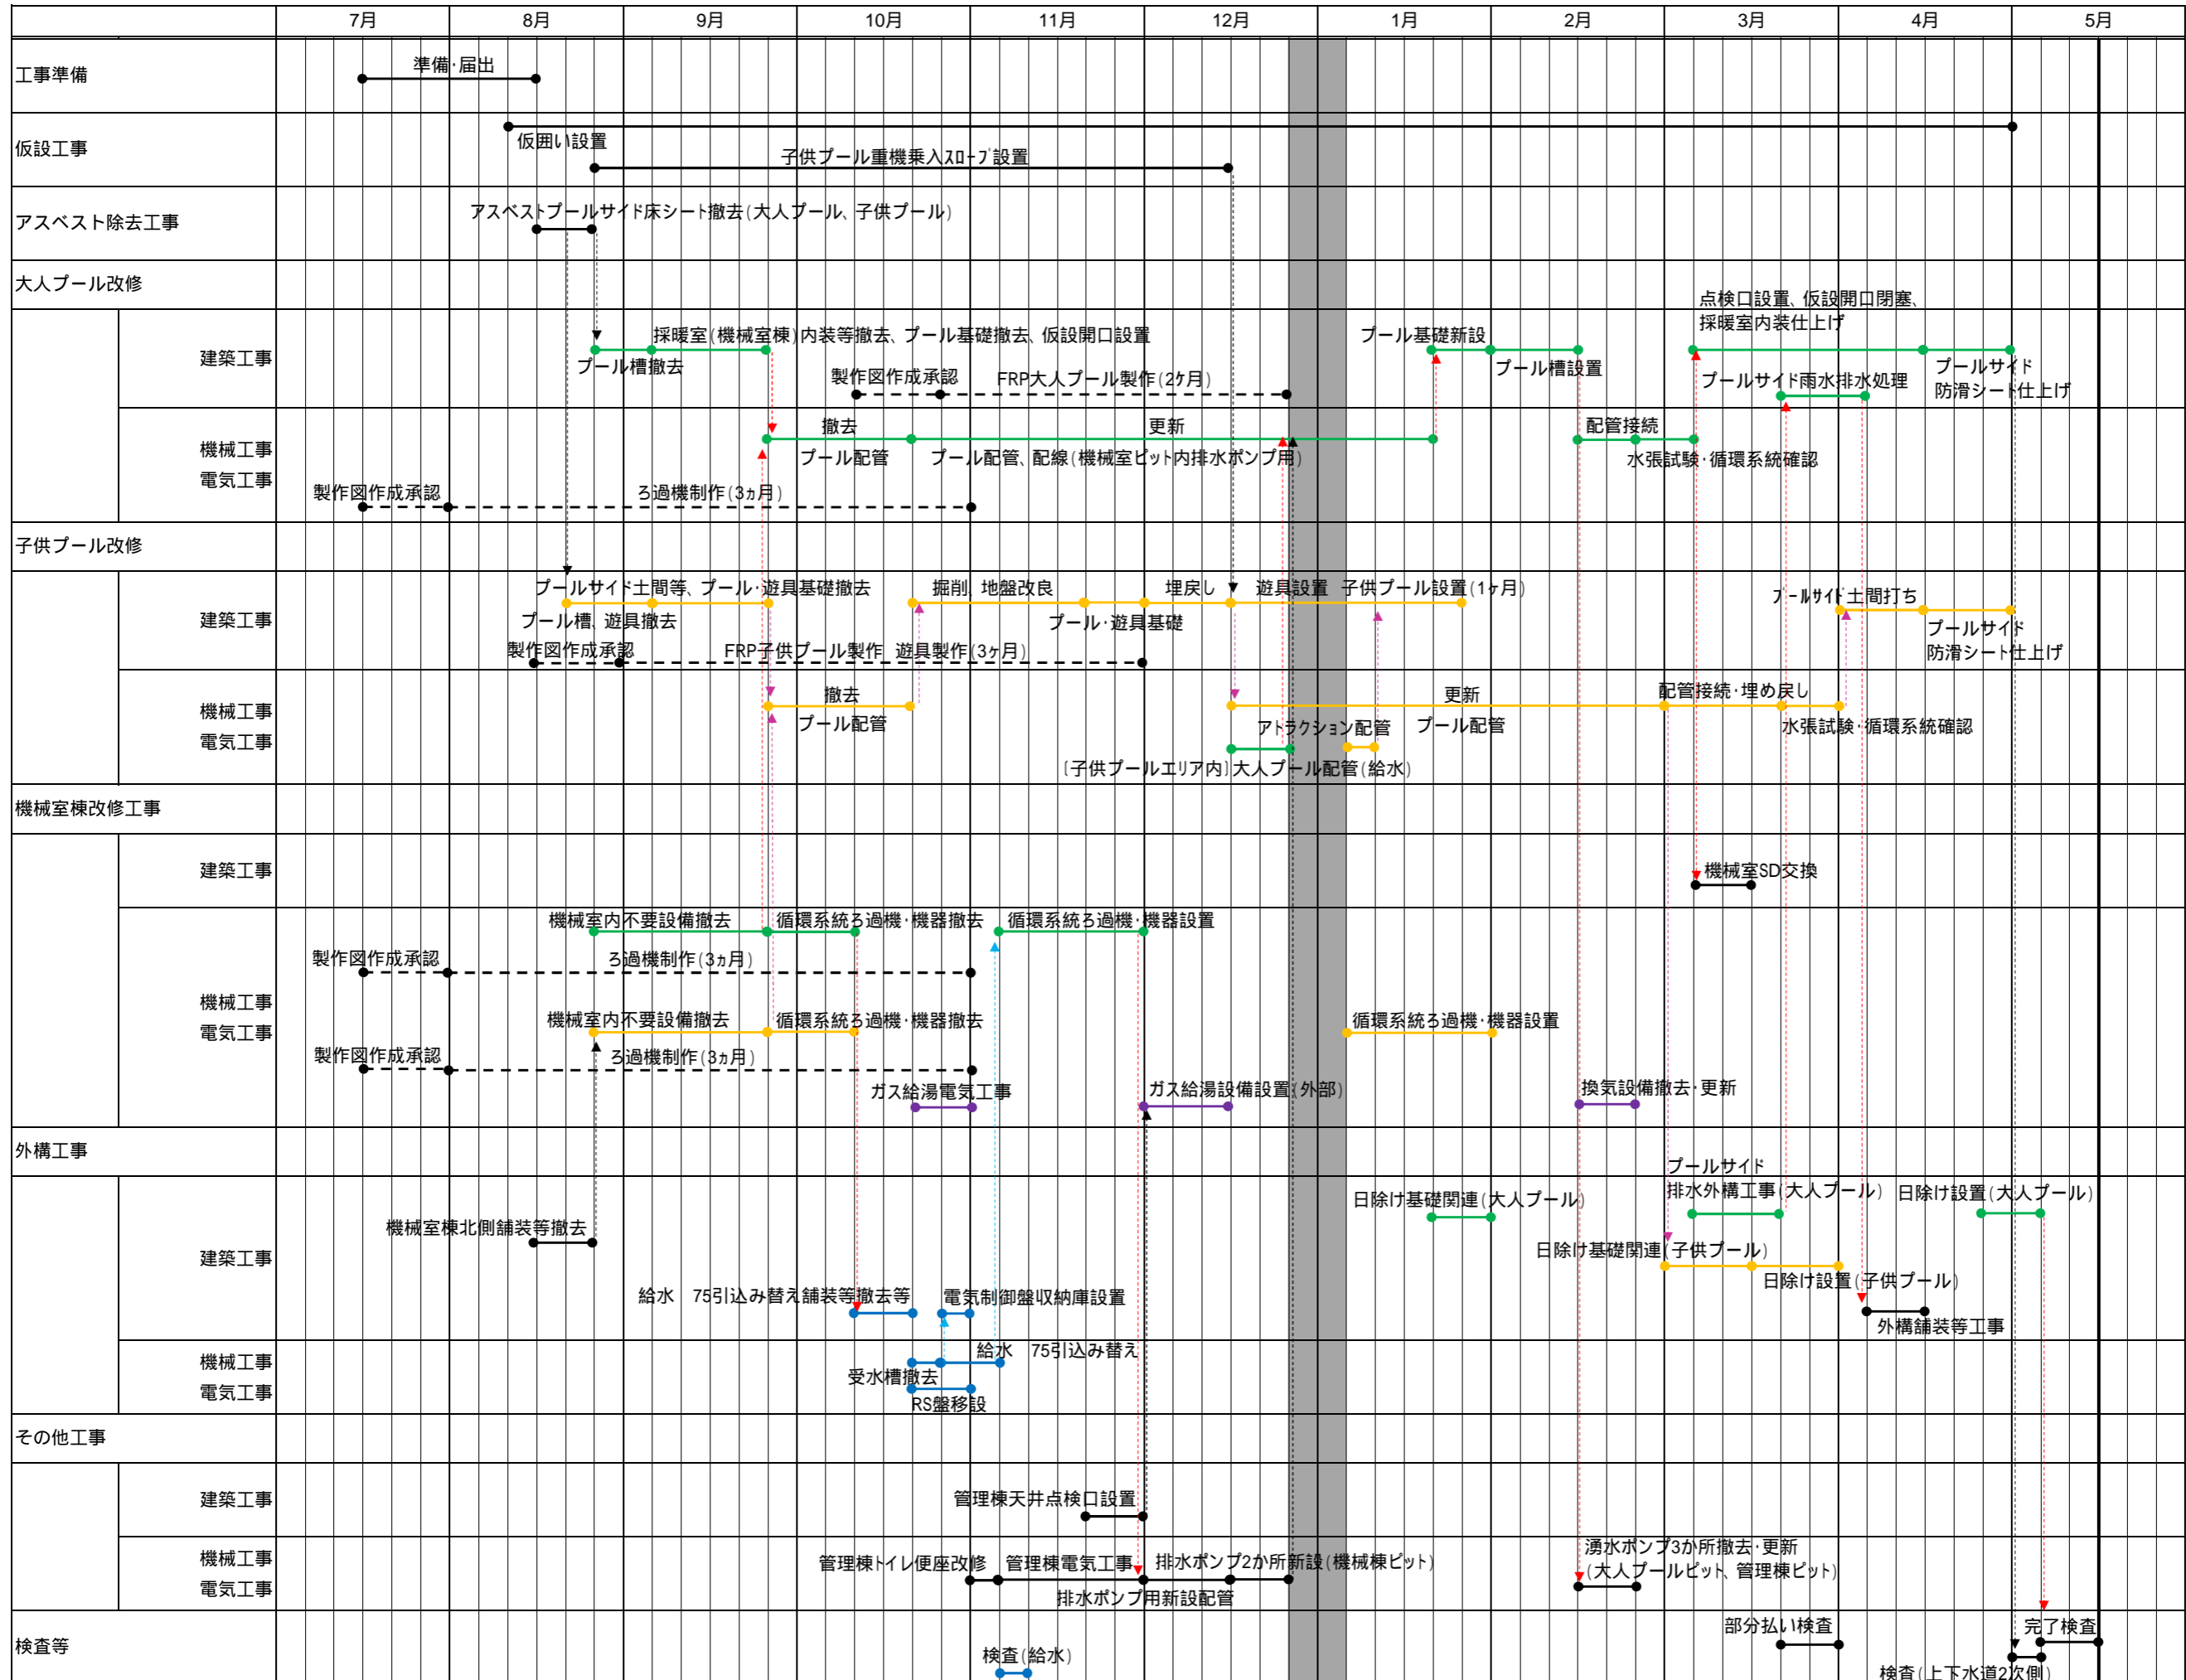 7月 8月 9月 10月 11月 12月 1月 2月 3月 4月 5月
工事準備
準備・届出
仮設工事
仮囲い設置
子供プール重機乗入ｽﾛｰﾌﾟ設置
アスベスト除去工事
アスベストプールサイド床シート撤去(大人プール、子供プール)
大人プール改修
建築工事
採暖室(機械室棟)内装等撤去、プール基礎撤去、仮設開口設置
プール槽撤去
製作図作成承認
FRP大人プール製作(2ｹ月)
プール基礎新設
プール槽設置
点検口設置、仮設開口閉塞、
採暖室内装仕上げ
プールサイド雨水排水処理
プールサイド
防滑シート仕上げ
機械工事
電気工事
撤去
プール配管
更新
プール配管、配線(機械室ピット内排水ポンプ用)
配管接続
水張試験・循環系統確認
製作図作成承認
ろ過機制作(3ヵ月)
子供プール改修
建築工事
プールサイド土間等、プール・遊具基礎撤去
プール槽、遊具撤去
掘削、地盤改良
プール・遊具基礎
埋戻し
遊具設置
子供プール設置(1ヶ月)
製作図作成承認
FRP子供プール製作 遊具製作(3ヶ月)
ﾌﾟｰﾙｻｲﾄﾞ土間打ち
プールサイド
防滑シート仕上げ
機械工事
電気工事
撤去
プール配管
更新
アトラクション配管
プール配管
配管接続・埋め戻し
水張試験・循環系統確認
〔子供プールエリア内〕大人プール配管(給水)
機械室棟改修工事
建築工事
機械室SD交換
機械工事
電気工事
機械室内不要設備撤去
循環系統ろ過機・機器撤去
循環系統ろ過機・機器設置
製作図作成承認
ろ過機制作(3ヵ月)
機械室内不要設備撤去
循環系統ろ過機・機器撤去
循環系統ろ過機・機器設置
製作図作成承認
ろ過機制作(3ヵ月)
ガス給湯電気工事
ガス給湯設備設置(外部)
換気設備撤去・更新
外構工事
建築工事
機械室棟北側舗装等撤去
日除け基礎関連(大人プール)
プールサイド
排水外構工事(大人プール)
日除け設置(大人プール)
日除け基礎関連(子供プール)
日除け設置(子供プール)
給水 75引込み替え舗装等撤去等
電気制御盤収納庫設置
外構舗装等工事
機械工事
電気工事
給水 75引込み替え
受水槽撤去
RS盤移設
その他工事
建築工事
管理棟天井点検口設置
機械工事
電気工事
管理棟トイレ便座改修
管理棟電気工事
排水ポンプ2か所新設(機械棟ピット)
排水ポンプ用新設配管
湧水ポンプ3か所撤去・更新
(大人プールピット、管理棟ピット)
検査等
検査(給水)
部分払い検査
完了検査
検査(上下水道2次側)